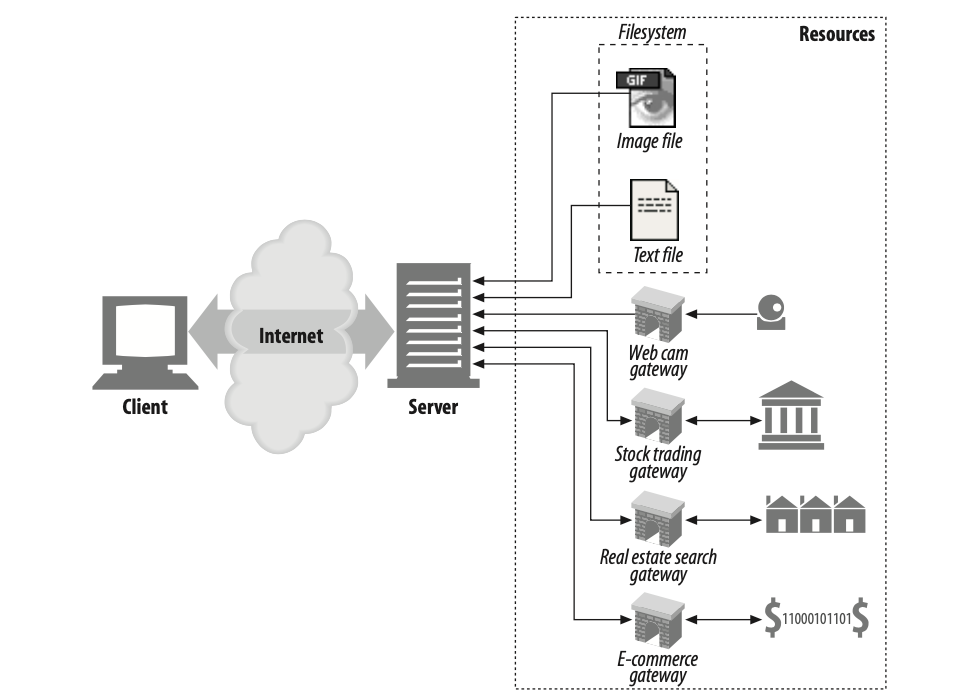 Filesystem
Resources
GIF
Image file
Text file
Internet
Client
Server
Web cam
gateway
Stock trading
gateway
Real estate search
gateway
$11000101101$
E-commerce
gateway